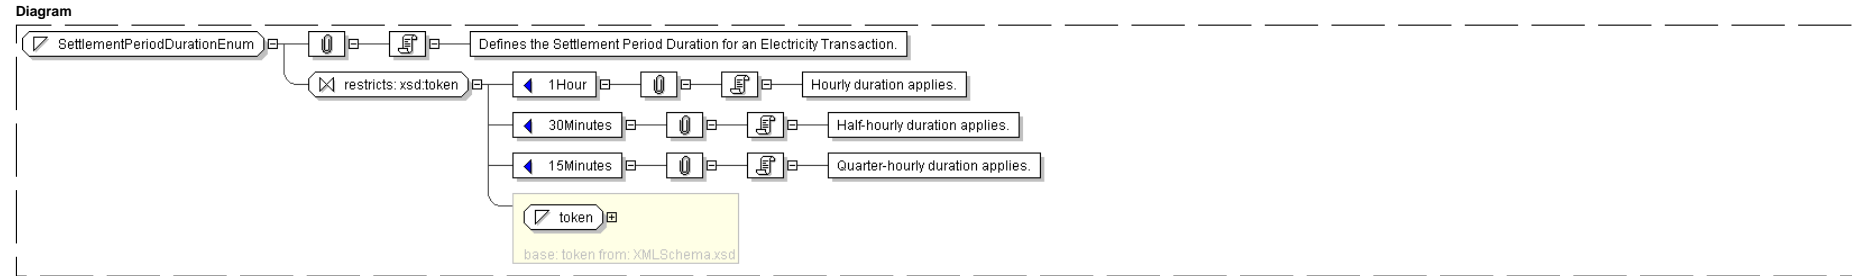 Diagram
SettlementPeriodDurationEnum Defines the Settlement Period Duration for an Electricity Transaction.
restricts: xsd:token 1Hour Hourly duration applies.
30Minutes Half-hourly duration applies.
15Minutes Quarter-hourly duration applies.
token
base: token from: XMLSchema.xsd